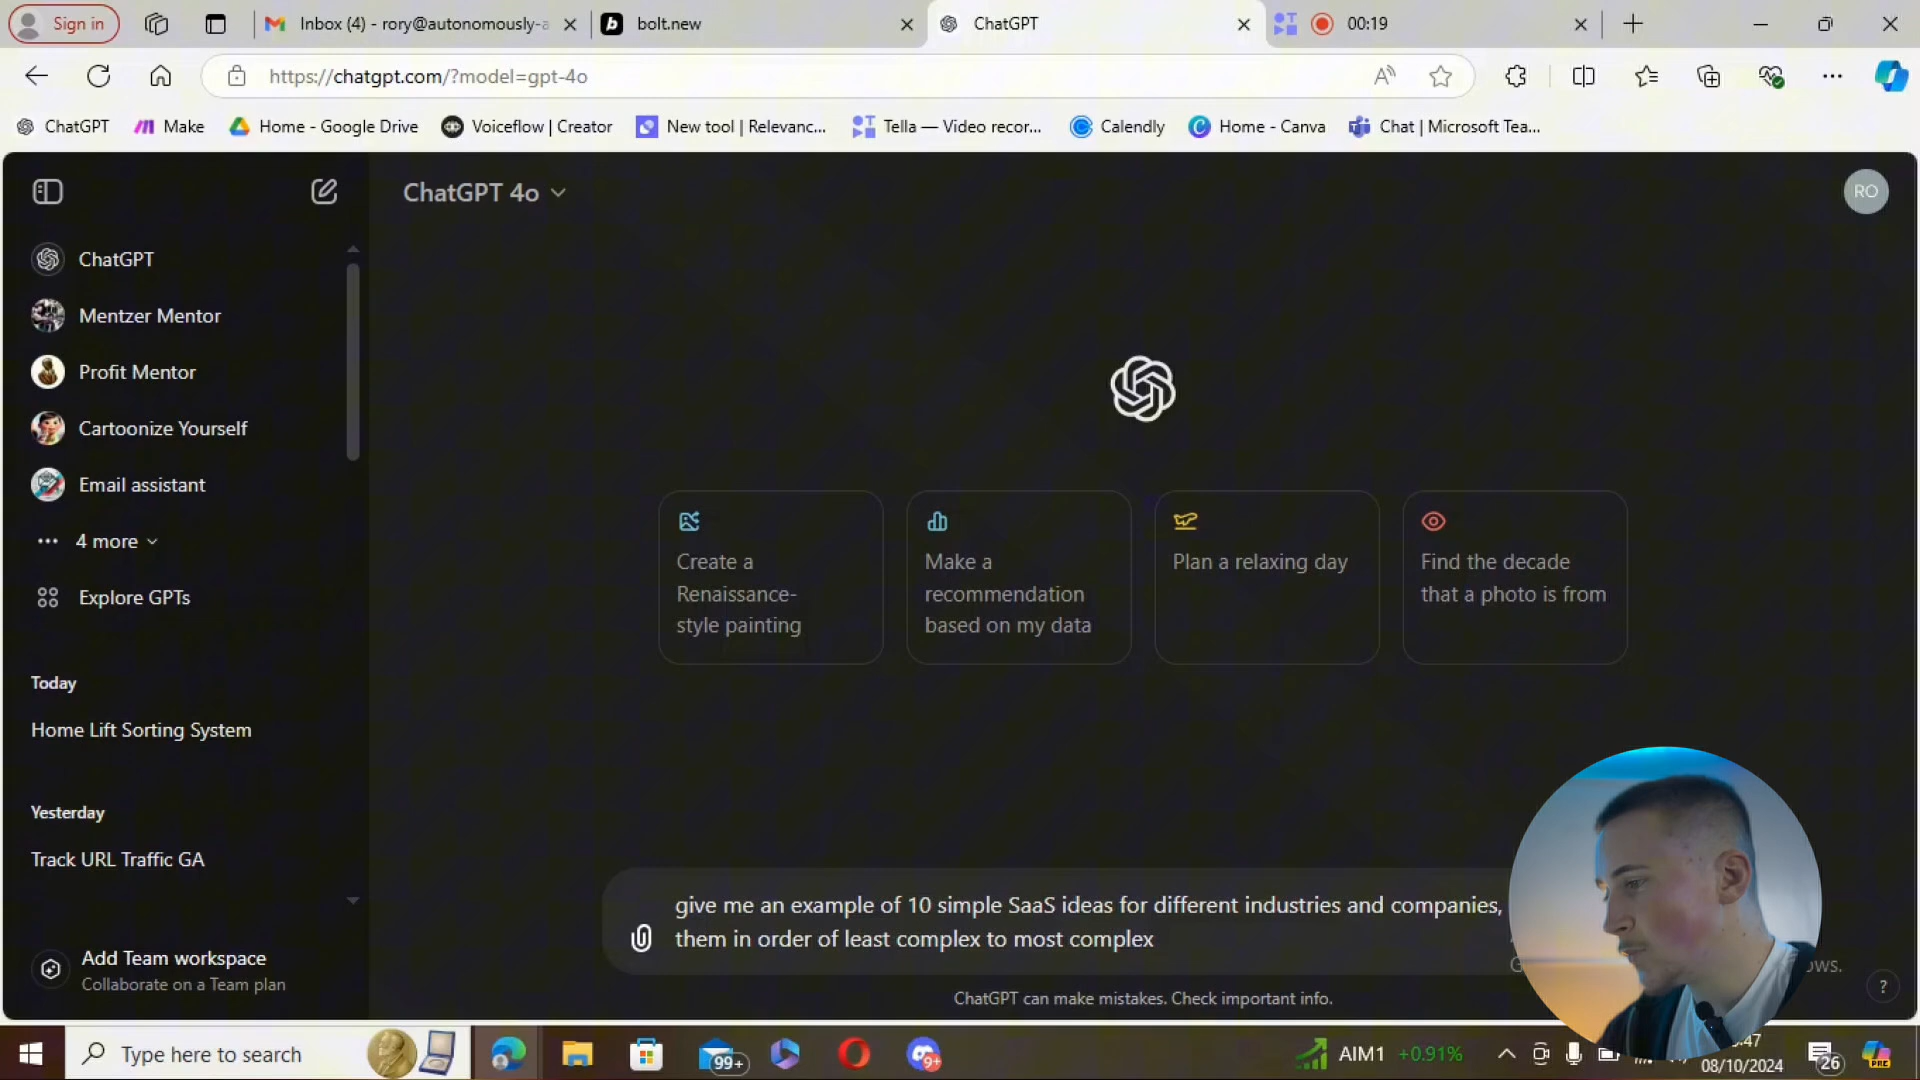 Sign in
Inbox (4) - rory@autonomously-a
bolt.new
ChatGPT
00:19
https://chatgpt.com/?model=gpt-4o
ChatGPT
Make
Home - Google Drive
Voiceflow | Creator
New tool | Relevanc...
Tella — Video recor...
Calendly
Home - Canva
Chat | Microsoft Tea...
ChatGPT 4o
RO
ChatGPT
Mentzer Mentor
Profit Mentor
Cartoonize Yourself
Email assistant
4 more
Explore GPTs
Today
Home Lift Sorting System
Yesterday
Track URL Traffic GA
Add Team workspace
Collaborate on a Team plan
Create a
Renaissance-
style painting
Make a
recommendation
based on my data
Plan a relaxing day
Find the decade
that a photo is from
give me an example of 10 simple SaaS ideas for different industries and companies,
them in order of least complex to most complex
ows.
ChatGPT can make mistakes. Check important info.
?
Type here to search
99+
9+
AIM1 +0.91%
:47
08/10/2024
26
PRE